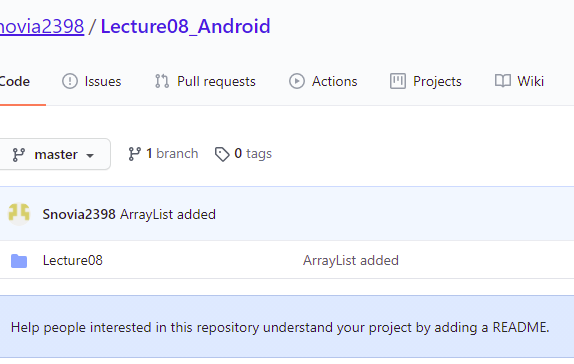 novia2398 / Lecture08_Android
Code Issues Pull requests Actions Projects Wiki
master 1 branch 0 tags
Snovia2398 ArrayList added
Lecture08 ArrayList added
Help people interested in this repository understand your project by adding a README.